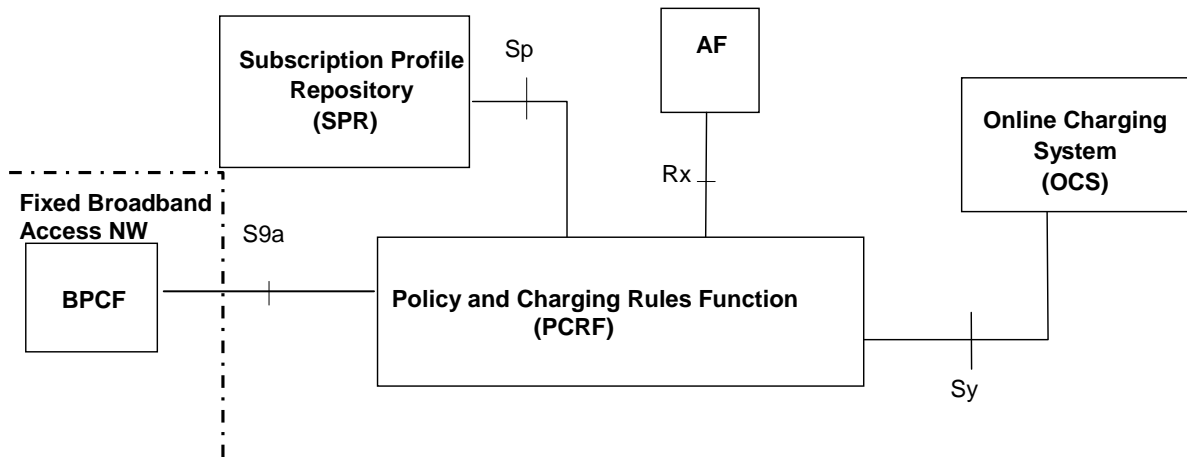 AF
Sp
Subscription Profile
Repository
(SPR)
Online Charging
System
(OCS)
Rx
Fixed Broadband
Access NW
S9a
BPCF
Policy and Charging Rules Function
(PCRF)
Sy